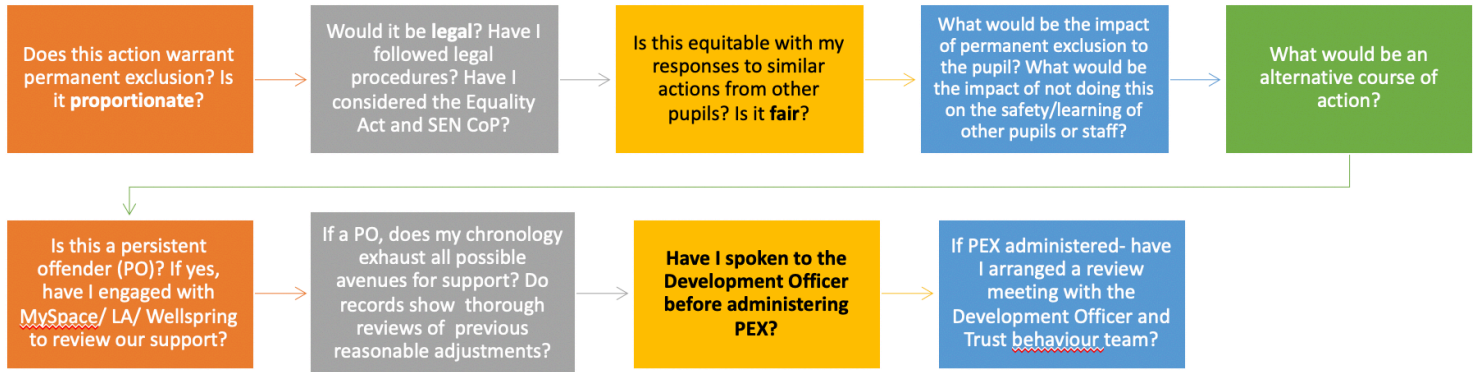 Does this action warrant
permanent exclusion? Is
it proportionate?
Would it be legal? Have I
followed legal
procedures? Have I
considered the Equality
Act and SEN CoP?
Is this equitable with my
responses to similar
actions from other
pupils? Is it fair?
What would be the impact
of permanent exclusion to
the pupil? What would be
the impact of not doing this
on the safety/learning of
other pupils or staff?
What would be an
alternative course of
action?
Is this a persistent
offender (PO)? If yes,
have I engaged with
MySpace/ LA/ Wellspring
to review our support?
If a PO, does my chronology
exhaust all possible
avenues for support? Do
records show thorough
reviews of previous
reasonable adjustments?
Have I spoken to the
Development Officer
before administering
PEX?
If PEX administered- have
I arranged a review
meeting with the
Development Officer and
Trust behaviour team?